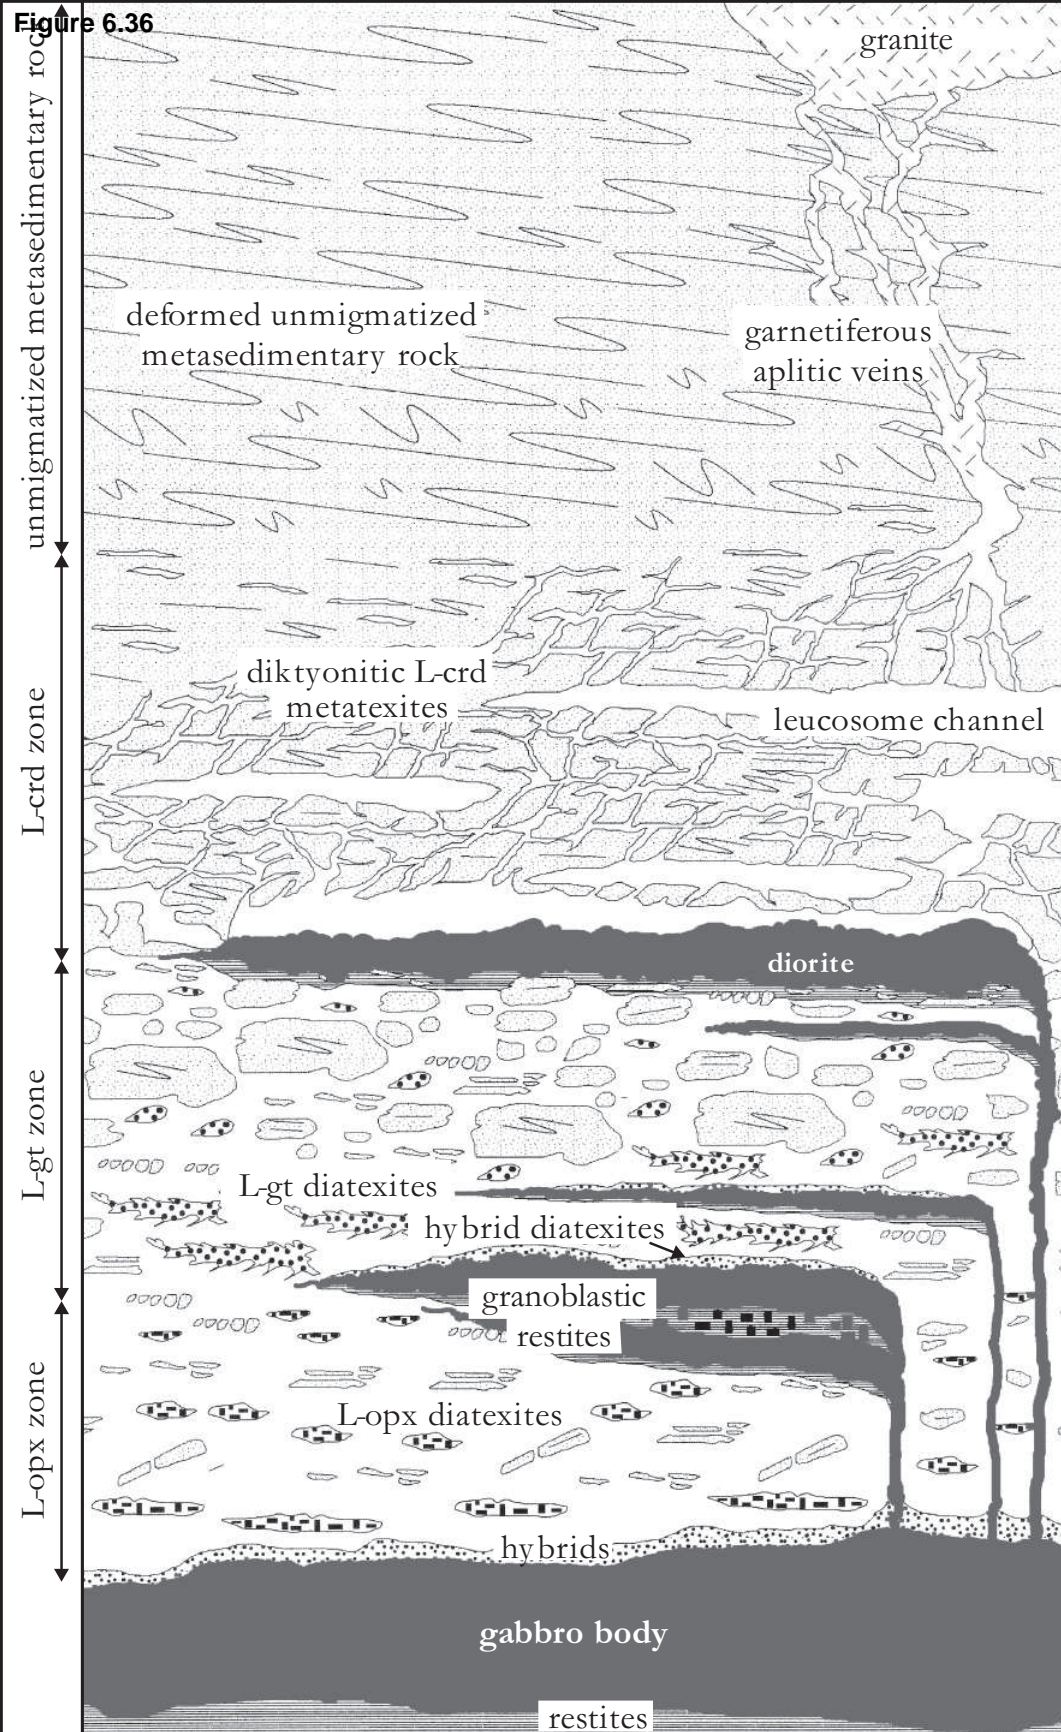 Figure 6.36
granite
unmigmatized metasedimentary rock
deformed unmigmatized
metasedimentary rock
garnetiferous
aplitic veins
L-crd zone
diktyonitic L-crd
metatexites
leucosome channel
diorite
L-gt zone
L-gt diatexites
hybrid diatexites
granoblastic
restites
L-opx zone
L-opx diatexites
hybrids
gabbro body
restites